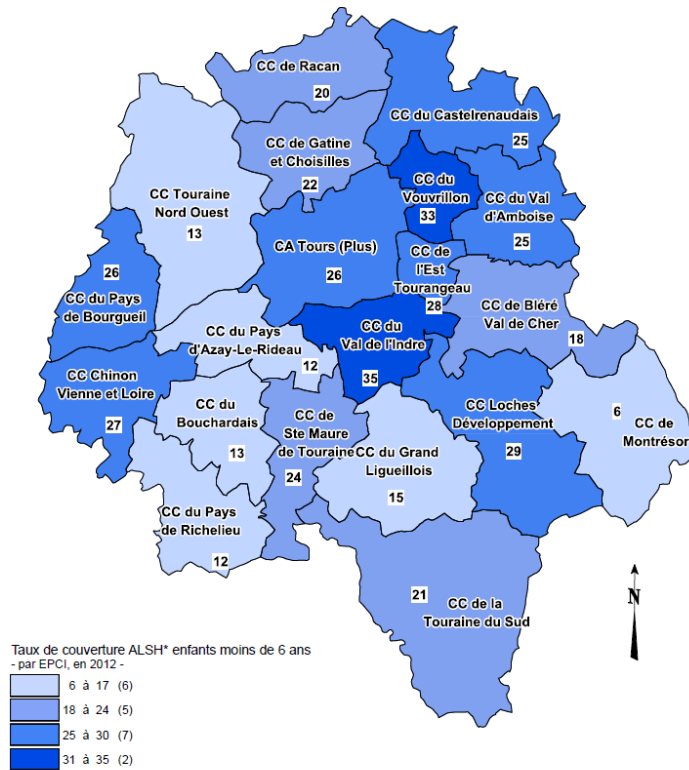 CC de Racan
20
CC du Castelrenaudais
25
CC de Gatine
et Choisilles
22
CC du
Vouvrillon
33
CC du Val
d'Amboise
25
CC Touraine
Nord Ouest
13
CA Tours (Plus)
26
CC de
l'Est
Tourangeau
28
26
CC du Pays
de Bourgueil
CC de Bléré
Val de Cher
18
CC du Pays
d'Azay-Le-Rideau
12
CC du
Val de l'Indre
35
CC Chinon
Vienne et Loire
27
CC du
Bouchardais
13
CC de
Ste Maure
de Touraine
24
CC du Grand
Ligueillois
15
CC Loches
Développement
29
6
CC de
Montrésor
CC du Pays
de Richelieu
12
21
CC de la
Touraine du Sud
N
Taux de couverture ALSH* enfants moins de 6 ans
- par EPCI, en 2012 -
6 à 17 (6)
18 à 24 (5)
25 à 30 (7)
31 à 35 (2)